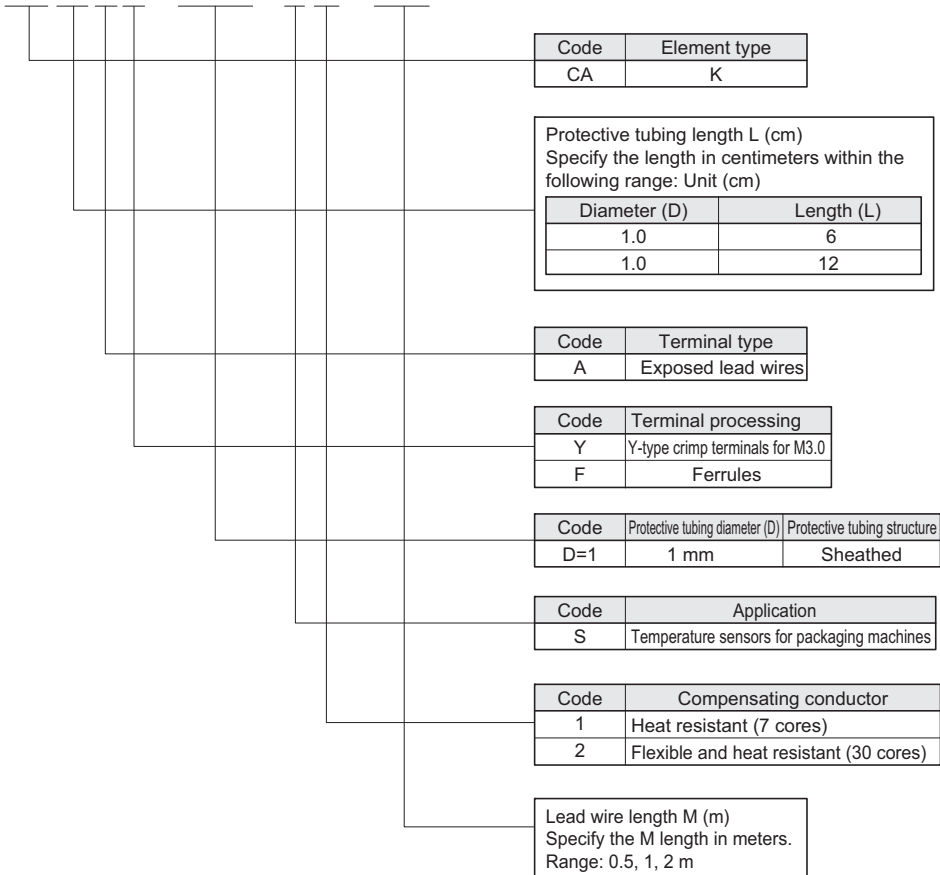 Code Element type
CA K
Protective tubing length L (cm)
Specify the length in centimeters within the
following range: Unit (cm)
Diameter (D) Length (L)
1.0 6
1.0 12
Code Terminal type
A Exposed lead wires
Code Terminal processing
Y Y-type crimp terminals for M3.0
F Ferrules
Code Protective tubing diameter (D) Protective tubing structure
D=1 1 mm Sheathed
Code Application
S Temperature sensors for packaging machines
Code Compensating conductor
1 Heat resistant (7 cores)
2 Flexible and heat resistant (30 cores)
Lead wire length M (m)
Specify the M length in meters.
Range: 0.5, 1, 2 m